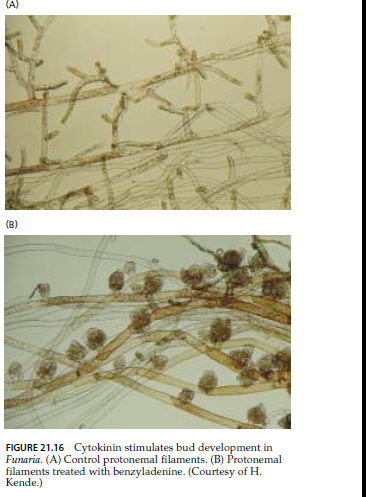 (A)
(B)
FIGURE 21.16 Cytokinin stimulates bud development in
Funaria. (A) Control protonemal filaments. (B) Protonemal
filaments treated with benzyladenine. (Courtesy of H.
Kende.)